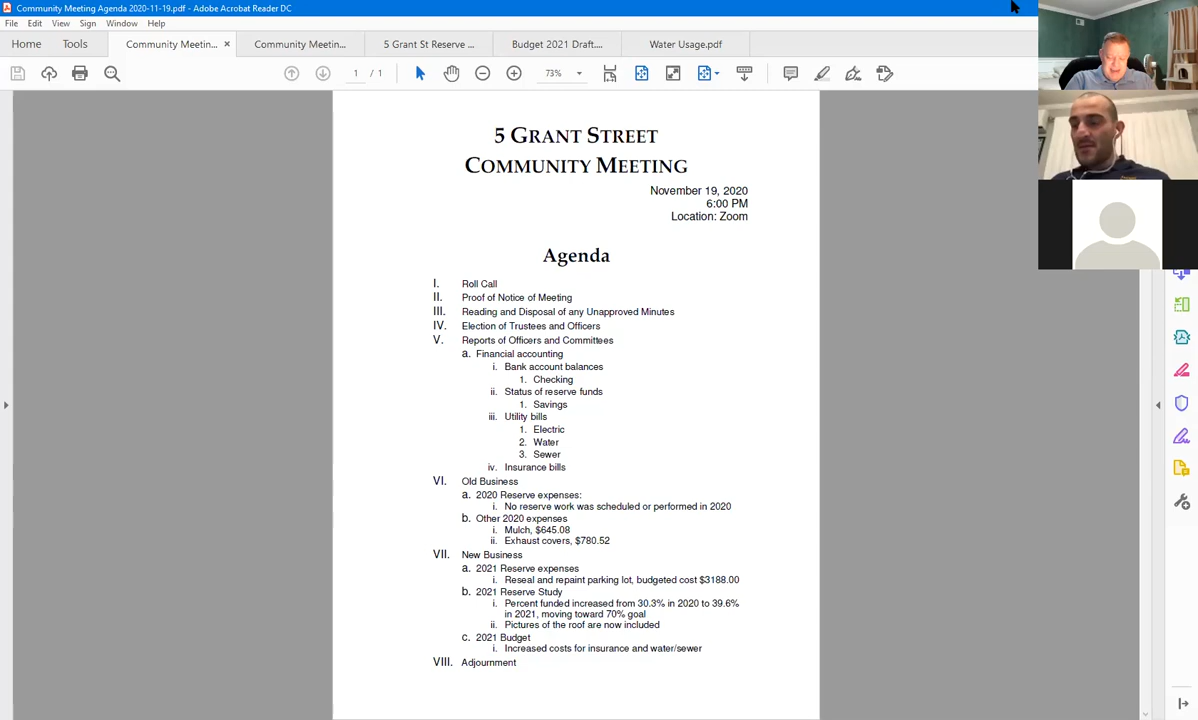 Community Meeting Agenda 2020-11-19.pdf - Adobe Acrobat Reader DC
File Edit View Sign Window Help
Home Tools Community Meetin... × Community Meetin... 5 Grant St Reserve ... Budget 2021 Draft.... Water Usage.pdf
1 / 1 73%
5 GRANT STREET
COMMUNITY MEETING
November 19, 2020
6:00 PM
Location: Zoom
Agenda
I. Roll Call
II. Proof of Notice of Meeting
III. Reading and Disposal of any Unapproved Minutes
IV. Election of Trustees and Officers
V. Reports of Officers and Committees
a. Financial accounting
i. Bank account balances
1. Checking
ii. Status of reserve funds
1. Savings
iii. Utility bills
1. Electric
2. Water
3. Sewer
iv. Insurance bills
VI. Old Business
a. 2020 Reserve expenses:
i. No reserve work was scheduled or performed in 2020
b. Other 2020 expenses
i. Mulch, $645.08
ii. Exhaust covers, $780.52
VII. New Business
a. 2021 Reserve expenses
i. Reseal and repaint parking lot, budgeted cost $3188.00
b. 2021 Reserve Study
i. Percent funded increased from 30.3% in 2020 to 39.6%
in 2021, moving toward 70% goal
ii. Pictures of the roof are now included
c. 2021 Budget
i. Increased costs for insurance and water/sewer
VIII. Adjournment